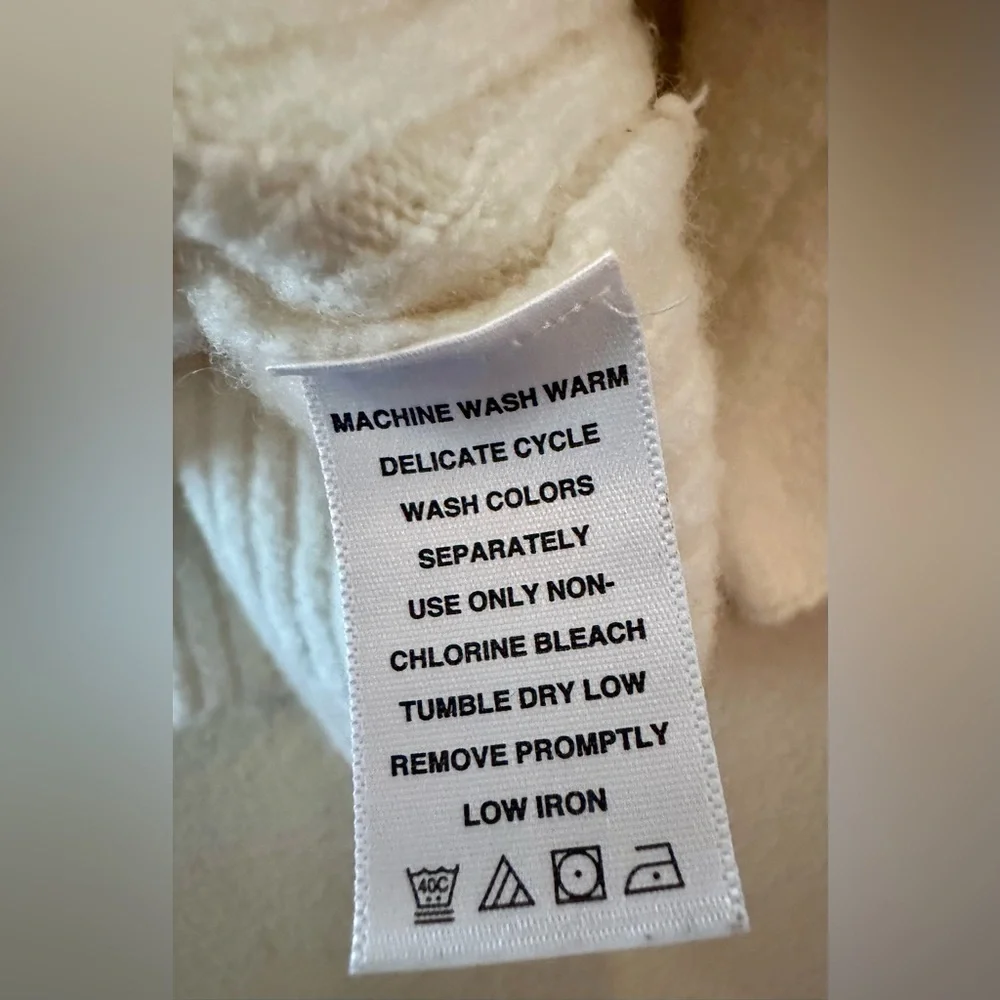 MACHINE WASH WARM
DELICATE CYCLE
WASH COLORS
SEPARATELY
USE ONLY NON-
CHLORINE BLEACH
TUMBLE DRY LOW
REMOVE PROMPTLY
LOW IRON
40C